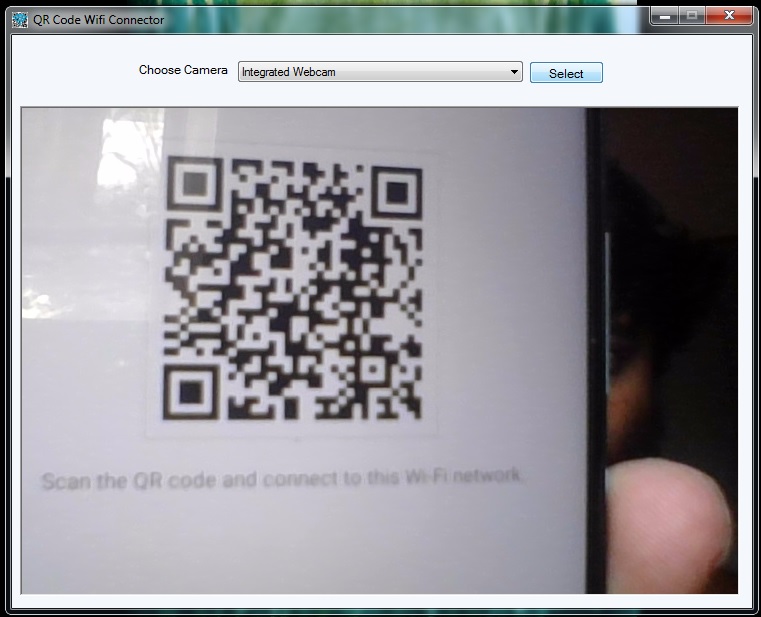 QR Code Wifi Connector
Choose Camera
Integrated Webcam
Select
Scan the QR code and connect to this Wi-Fi network.